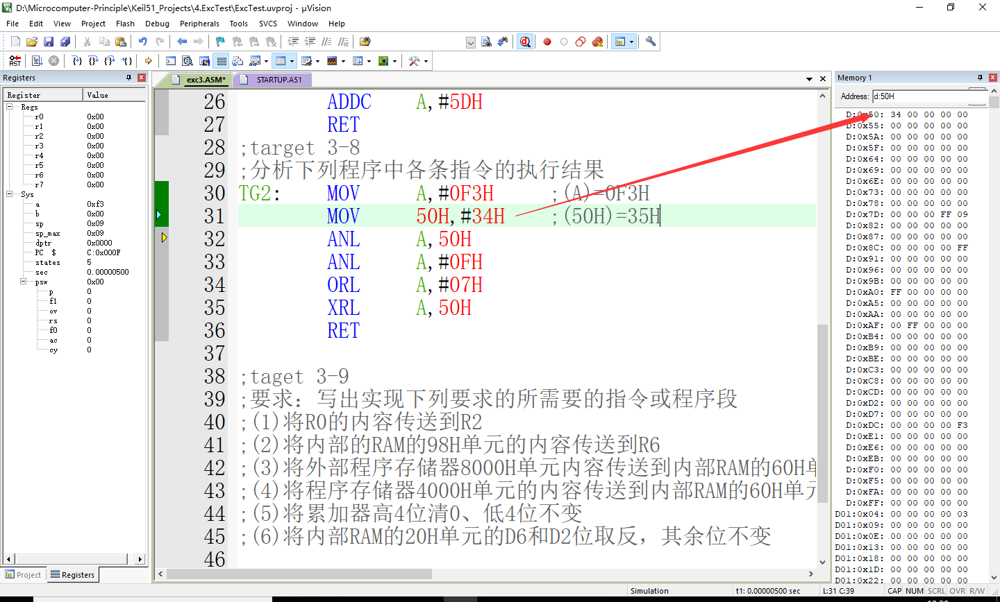 D:\Microcomputer-Principle\Keil51_Projects\4.ExcTest\ExcTest.uvproj - µVision
File Edit View Project Flash Debug Peripherals Tools SVCS Window Help
RST
Registers
Register Value
Regs
r0 0x00
r1 0x00
r2 0x00
r3 0x00
r4 0x00
r5 0x00
r6 0x00
r7 0x00
Sys
a 0xf3
b 0x00
sp 0x09
sp_max 0x09
dptr 0x0000
PC $ C:0x000F
states 5
sec 0.00000500
psw 0x00
p 0
f1 0
ov 0
rs 0
f0 0
ac 0
cy 0
Project Registers
exc3.ASM* STARTUP.A51
26 ADDC A,#5DH
27 RET
28 ;target 3-8
29 ;分析下列程序中各条指令的执行结果
30 TG2: MOV A,#0F3H ;(A)=0F3H
31 MOV 50H,#34H ;(50H)=35H
32 ANL A,50H
33 ANL A,#0FH
34 ORL A,#07H
35 XRL A,50H
36 RET
37
38 ;taget 3-9
39 ;要求：写出实现下列要求的所需要的指令或程序段
40 ;(1)将R0的内容传送到R2
41 ;(2)将内部的RAM的98H单元的内容传送到R6
42 ;(3)将外部程序存储器8000H单元内容传送到内部RAM的60H单
43 ;(4)将程序存储器4000H单元的内容传送到内部RAM的60H单元
44 ;(5)将累加器高4位清0、低4位不变
45 ;(6)将内部RAM的20H单元的D6和D2位取反，其余位不变
46
Memory 1
Address: d:50H
D:0x50: 34 00 00 00 00
D:0x55: 00 00 00 00 00
D:0x5A: 00 00 00 00 00
D:0x5F: 00 00 00 00 00
D:0x64: 00 00 00 00 00
D:0x69: 00 00 00 00 00
D:0x6E: 00 00 00 00 00
D:0x73: 00 00 00 00 00
D:0x78: 00 00 00 00 00
D:0x7D: 00 00 00 FF 09
D:0x82: 00 00 00 00 00
D:0x87: 00 00 00 00 00
D:0x8C: 00 00 00 00 FF
D:0x91: 00 00 00 00 00
D:0x96: 00 00 00 00 00
D:0x9B: 00 00 00 00 00
D:0xA0: FF 00 00 00 00
D:0xA5: 00 00 00 00 00
D:0xAA: 00 00 00 00 00
D:0xAF: 00 FF 00 00 00
D:0xB4: 00 00 00 00 00
D:0xB9: 00 00 00 00 00
D:0xBE: 00 00 00 00 00
D:0xC3: 00 00 00 00 00
D:0xC8: 00 00 00 00 00
D:0xCD: 00 00 00 00 00
D:0xD2: 00 00 00 00 00
D:0xD7: 00 00 00 00 00
D:0xDC: 00 00 00 00 F3
D:0xE1: 00 00 00 00 00
D:0xE6: 00 00 00 00 00
D:0xEB: 00 00 00 00 00
D:0xF0: 00 00 00 00 00
D:0xF5: 00 00 00 00 00
D:0xFA: 00 00 00 00 00
D:0xFF: 00 00 00 00 00
D01:0x04: 00 00 00 00 03
D01:0x09: 00 00 00 00 00
D01:0x0E: 00 00 00 00 00
D01:0x13: 00 00 00 00 00
D01:0x18: 00 00 00 00 00
D01:0x1D: 00 00 00 00 00
D01:0x22: 00 00 00 00 00
Simulation t1: 0.00000500 sec L:31 C:39 CAP NUM SCRL OVR R/W